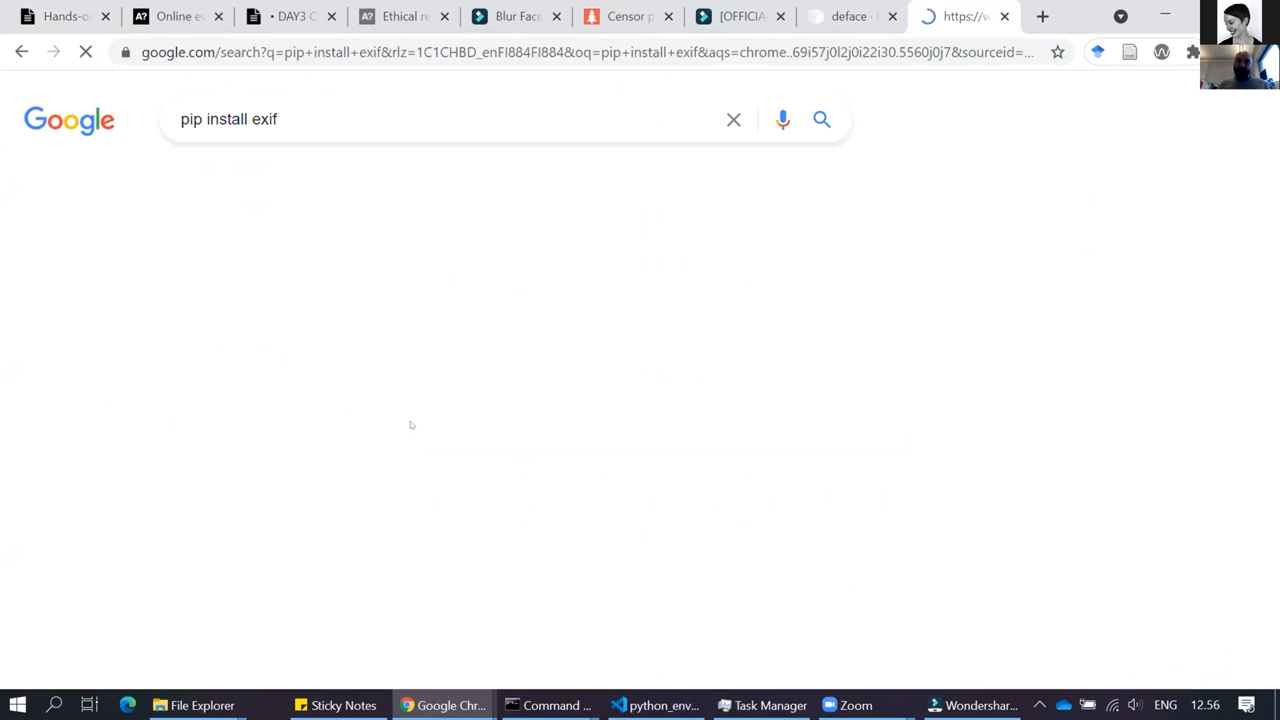 Hands-o
Online ev
• DAY3 C
Ethical re
Blur Face
Censor p
[OFFICIA
deface · P
https://w
google.com/search?q=pip+install+exif&rlz=1C1CHBD_enFI884FI884&oq=pip+install+exif&aqs=chrome..69i57j0l2j0i22i30.5560j0j7&sourceid=...
Google
pip install exif
File Explorer
Sticky Notes
Google Chr...
Command ...
python_env...
Task Manager
Zoom
Wondershar...
ENG
12.56